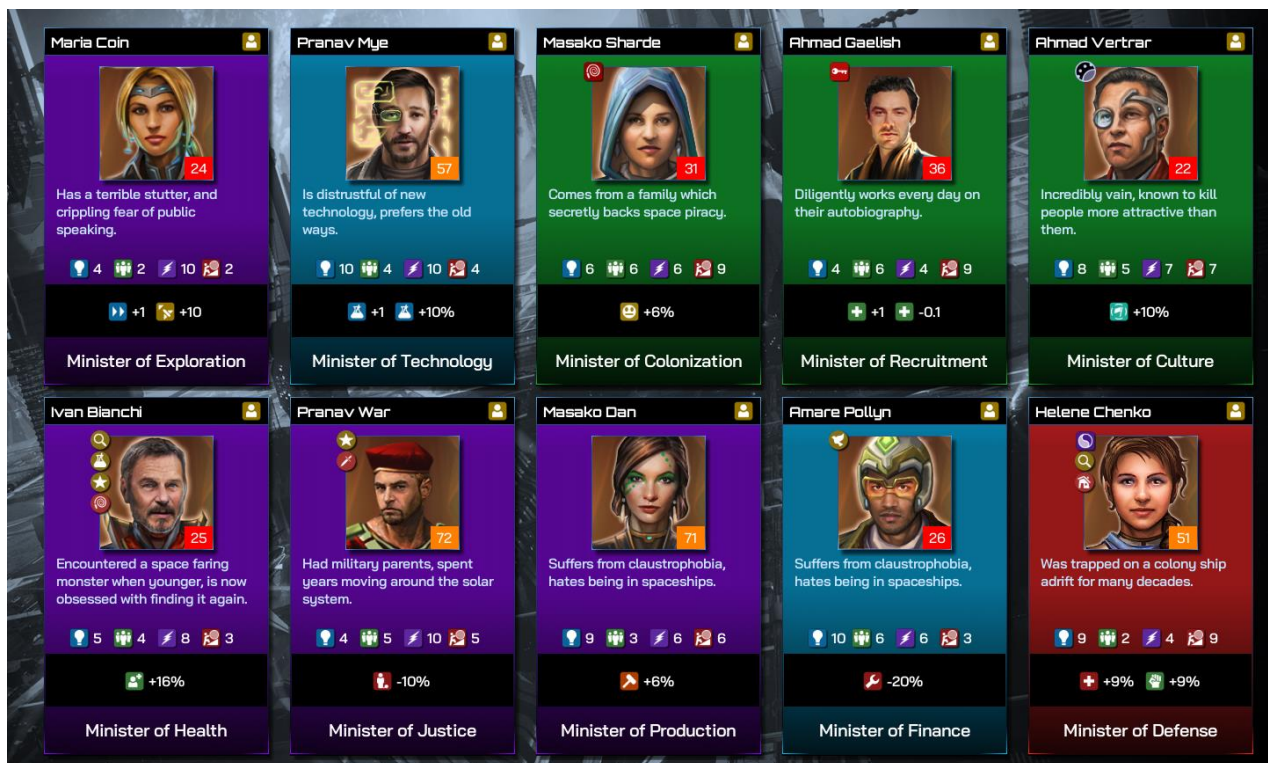 Maria Coin
24
Has a terrible stutter, and
crippling fear of public
speaking.
4 2 10 2
+1 +10
Minister of Exploration
Pranav Mye
57
Is distrustful of new
technology, prefers the old
ways.
10 4 10 4
+1 +10%
Minister of Technology
Masako Sharde
31
Comes from a family which
secretly backs space piracy.
6 6 6 9
+6%
Minister of Colonization
Ahmad Gaelish
36
Diligently works every day on
their autobiography.
4 6 4 9
+1 -0.1
Minister of Recruitment
Ahmad Vertrar
22
Incredibly vain, known to kill
people more attractive than
them.
8 5 7 7
+10%
Minister of Culture
Ivan Bianchi
25
Encountered a space faring
monster when younger, is now
obsessed with finding it again.
5 4 8 3
+16%
Minister of Health
Pranav War
72
Had military parents, spent
years moving around the solar
system.
4 5 10 5
-10%
Minister of Justice
Masako Dan
71
Suffers from claustrophobia,
hates being in spaceships.
9 3 6 6
+6%
Minister of Production
Amare Pollyn
26
Suffers from claustrophobia,
hates being in spaceships.
10 6 6 3
-20%
Minister of Finance
Helene Chenko
51
Was trapped on a colony ship
adrift for many decades.
9 2 4 9
+9% +9%
Minister of Defense